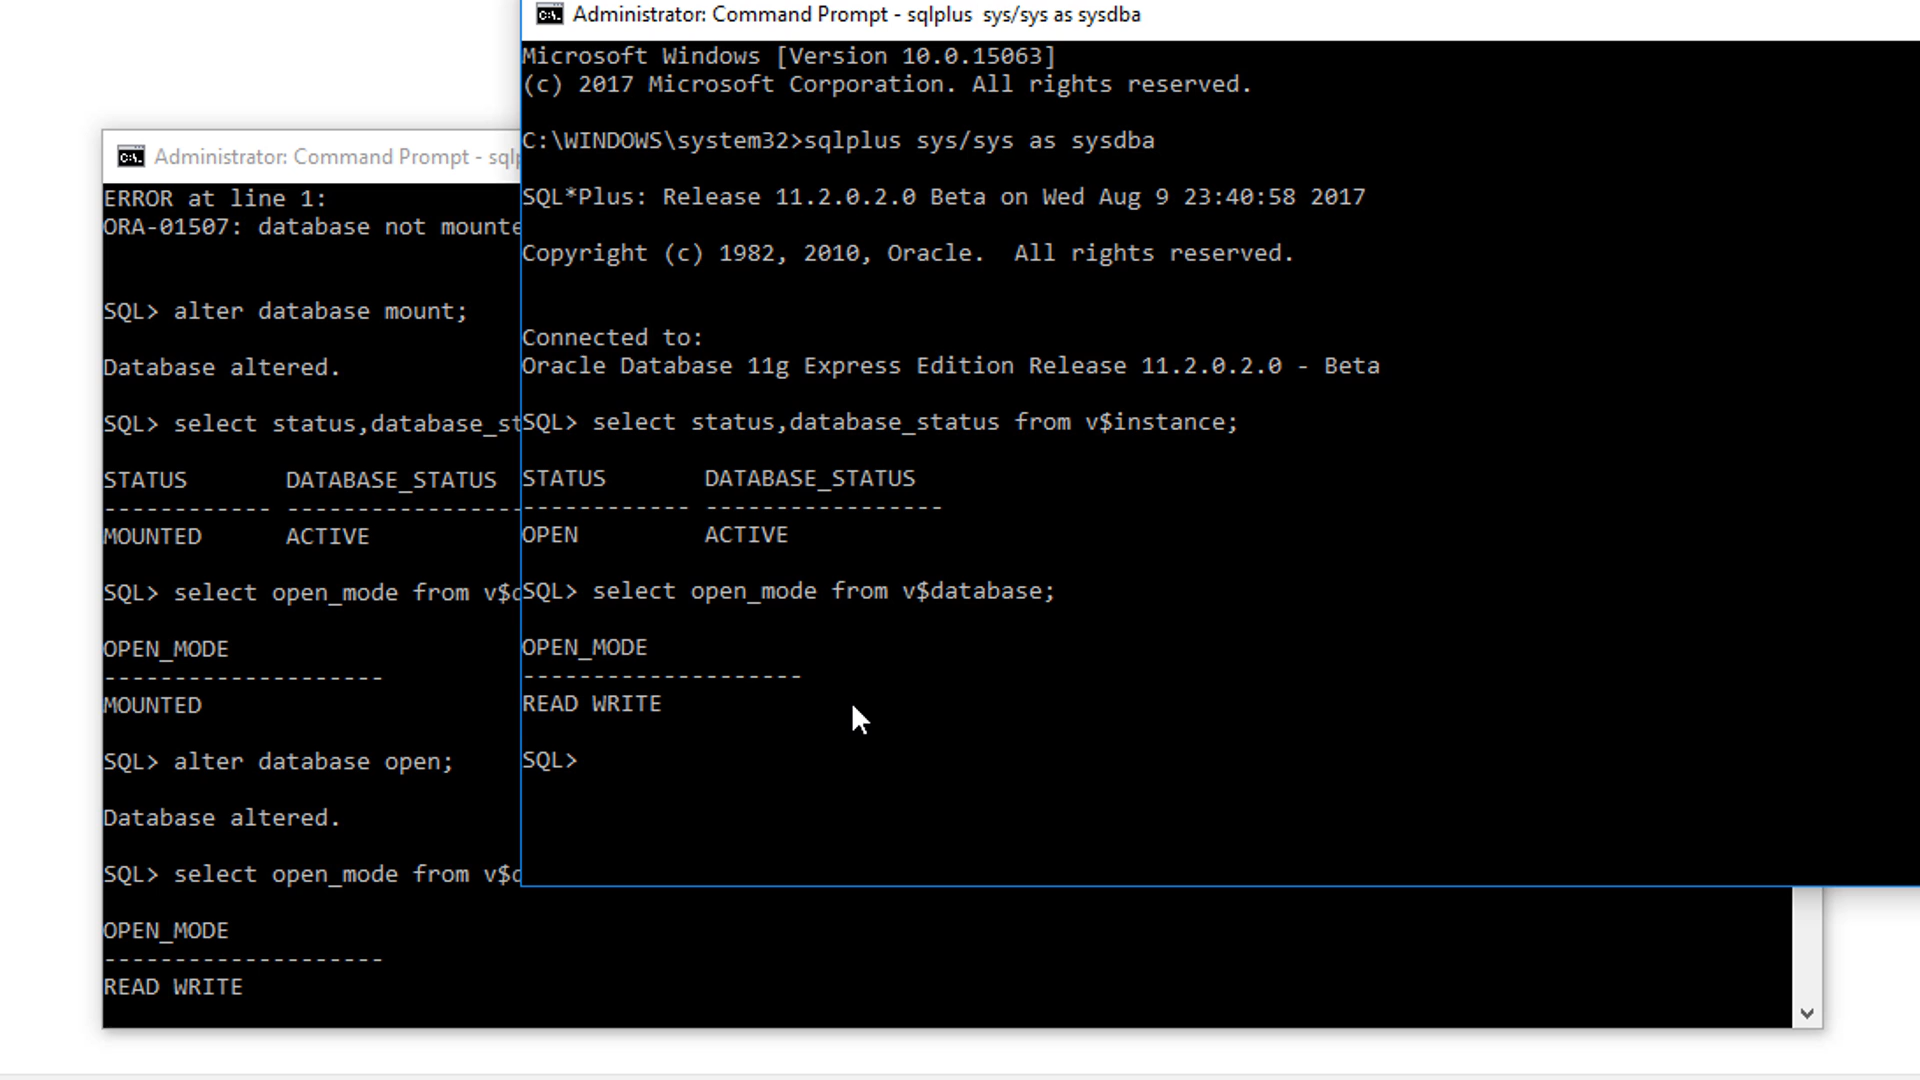 Administrator: Command Prompt - sqlplus  sys/sys as sysdba
Microsoft Windows [Version 10.0.15063]
(c) 2017 Microsoft Corporation. All rights reserved.
C:\WINDOWS\system32>sqlplus sys/sys as sysdba
SQL*Plus: Release 11.2.0.2.0 Beta on Wed Aug 9 23:40:58 2017
Copyright (c) 1982, 2010, Oracle.  All rights reserved.
Connected to:
Oracle Database 11g Express Edition Release 11.2.0.2.0 - Beta
SQL> select status,database_status from v$instance;
STATUS       DATABASE_STATUS
------------ -----------------
OPEN         ACTIVE
SQL> select open_mode from v$database;
OPEN_MODE
--------------------
READ WRITE
SQL>
Administrator: Command Prompt - sqlp
ERROR at line 1:
ORA-01507: database not mounte
SQL> alter database mount;
Database altered.
SQL> select status,database_st
STATUS       DATABASE_STATUS
------------ -----------------
MOUNTED      ACTIVE
SQL> select open_mode from v$d
OPEN_MODE
--------------------
MOUNTED
SQL> alter database open;
Database altered.
SQL> select open_mode from v$d
OPEN_MODE
--------------------
READ WRITE